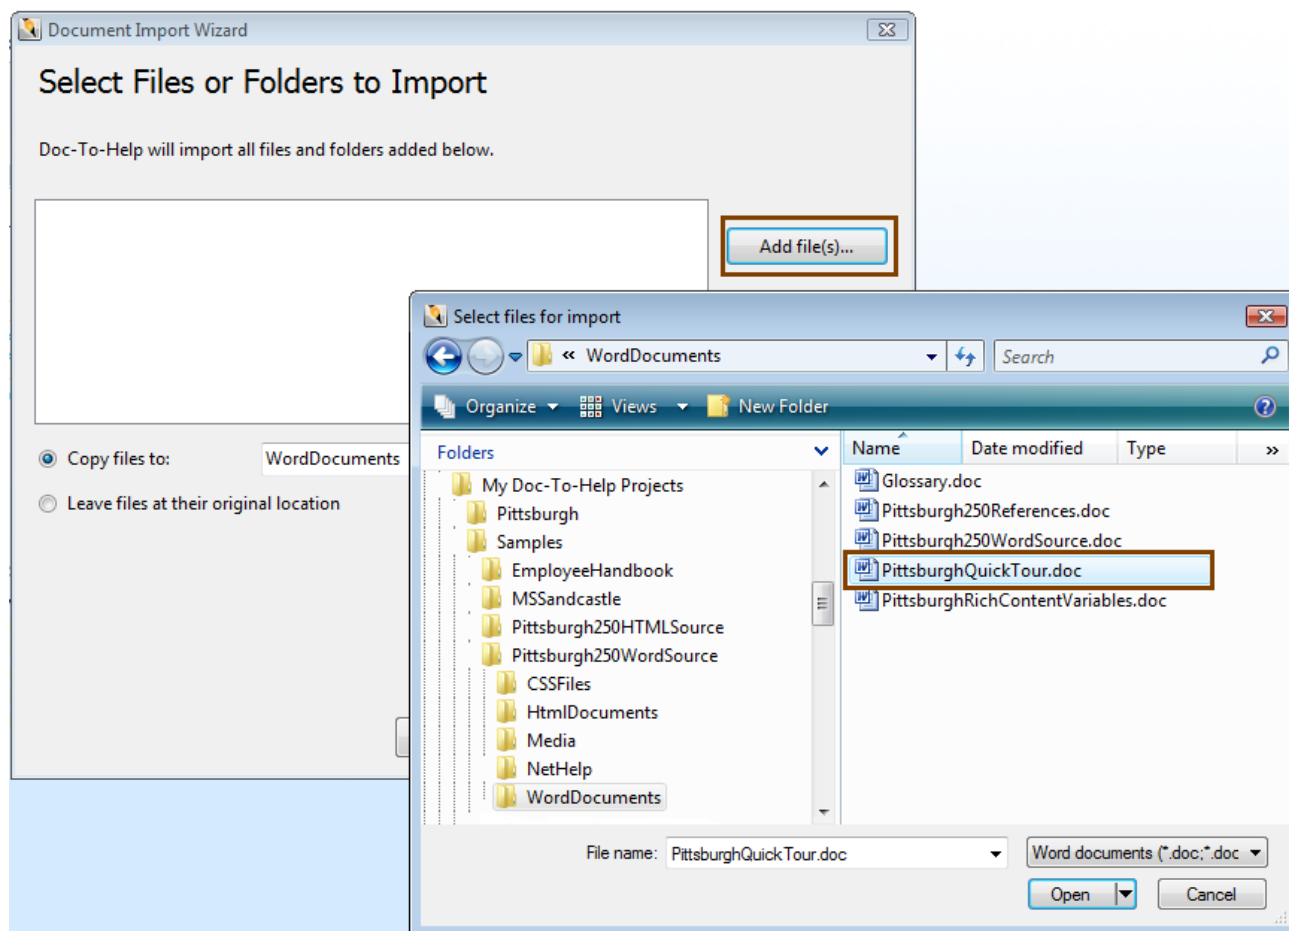 Document Import Wizard
Select Files or Folders to Import
Doc-To-Help will import all files and folders added below.
Add file(s)...
Copy files to:
WordDocuments
Leave files at their original location
Select files for import
« WordDocuments
Search
Organize
Views
New Folder
Folders
My Doc-To-Help Projects
Pittsburgh
Samples
EmployeeHandbook
MSSandcastle
Pittsburgh250HTMLSource
Pittsburgh250WordSource
CSSFiles
HtmlDocuments
Media
NetHelp
WordDocuments
Name
Date modified
Type
»
Glossary.doc
Pittsburgh250References.doc
Pittsburgh250WordSource.doc
PittsburghQuickTour.doc
PittsburghRichContentVariables.doc
File name:
PittsburghQuickTour.doc
Word documents (*.doc;*.doc
Open
Cancel